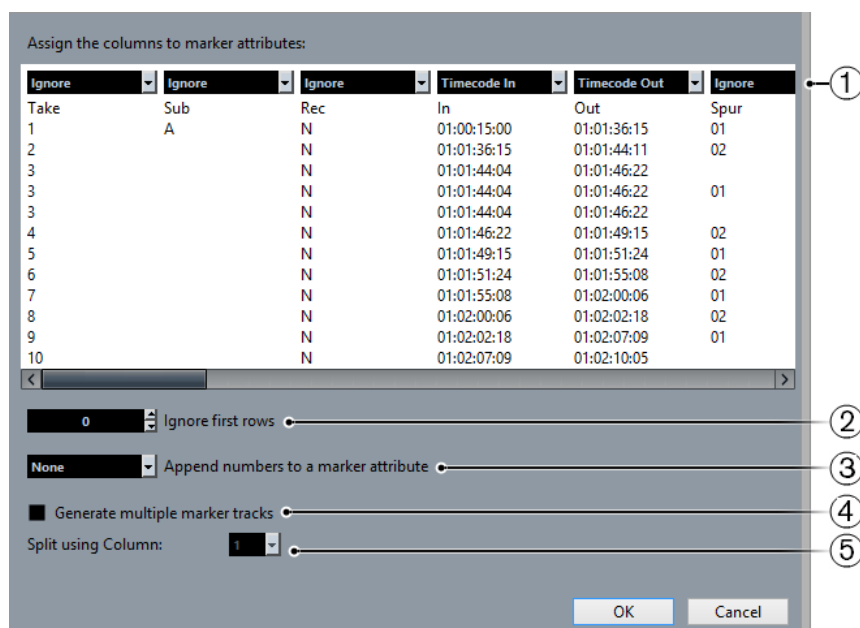 Assign the columns to marker attributes:
Ignore Ignore Ignore Timecode In Timecode Out Ignore 1
Take Sub Rec In Out Spur
1 A N 01:00:15:00 01:01:36:15 01
2 N 01:01:36:15 01:01:44:11 02
3 N 01:01:44:04 01:01:46:22
3 N 01:01:44:04 01:01:46:22 01
3 N 01:01:44:04 01:01:46:22
4 N 01:01:46:22 01:01:49:15 02
5 N 01:01:49:15 01:01:51:24 01
6 N 01:01:51:24 01:01:55:08 02
7 N 01:01:55:08 01:02:00:06 01
8 N 01:02:00:06 01:02:02:18 02
9 N 01:02:02:18 01:02:07:09 01
10 N 01:02:07:09 01:02:10:05
0 Ignore first rows 2
None Append numbers to a marker attribute 3
Generate multiple marker tracks 4
Split using Column: 1 5
OK Cancel